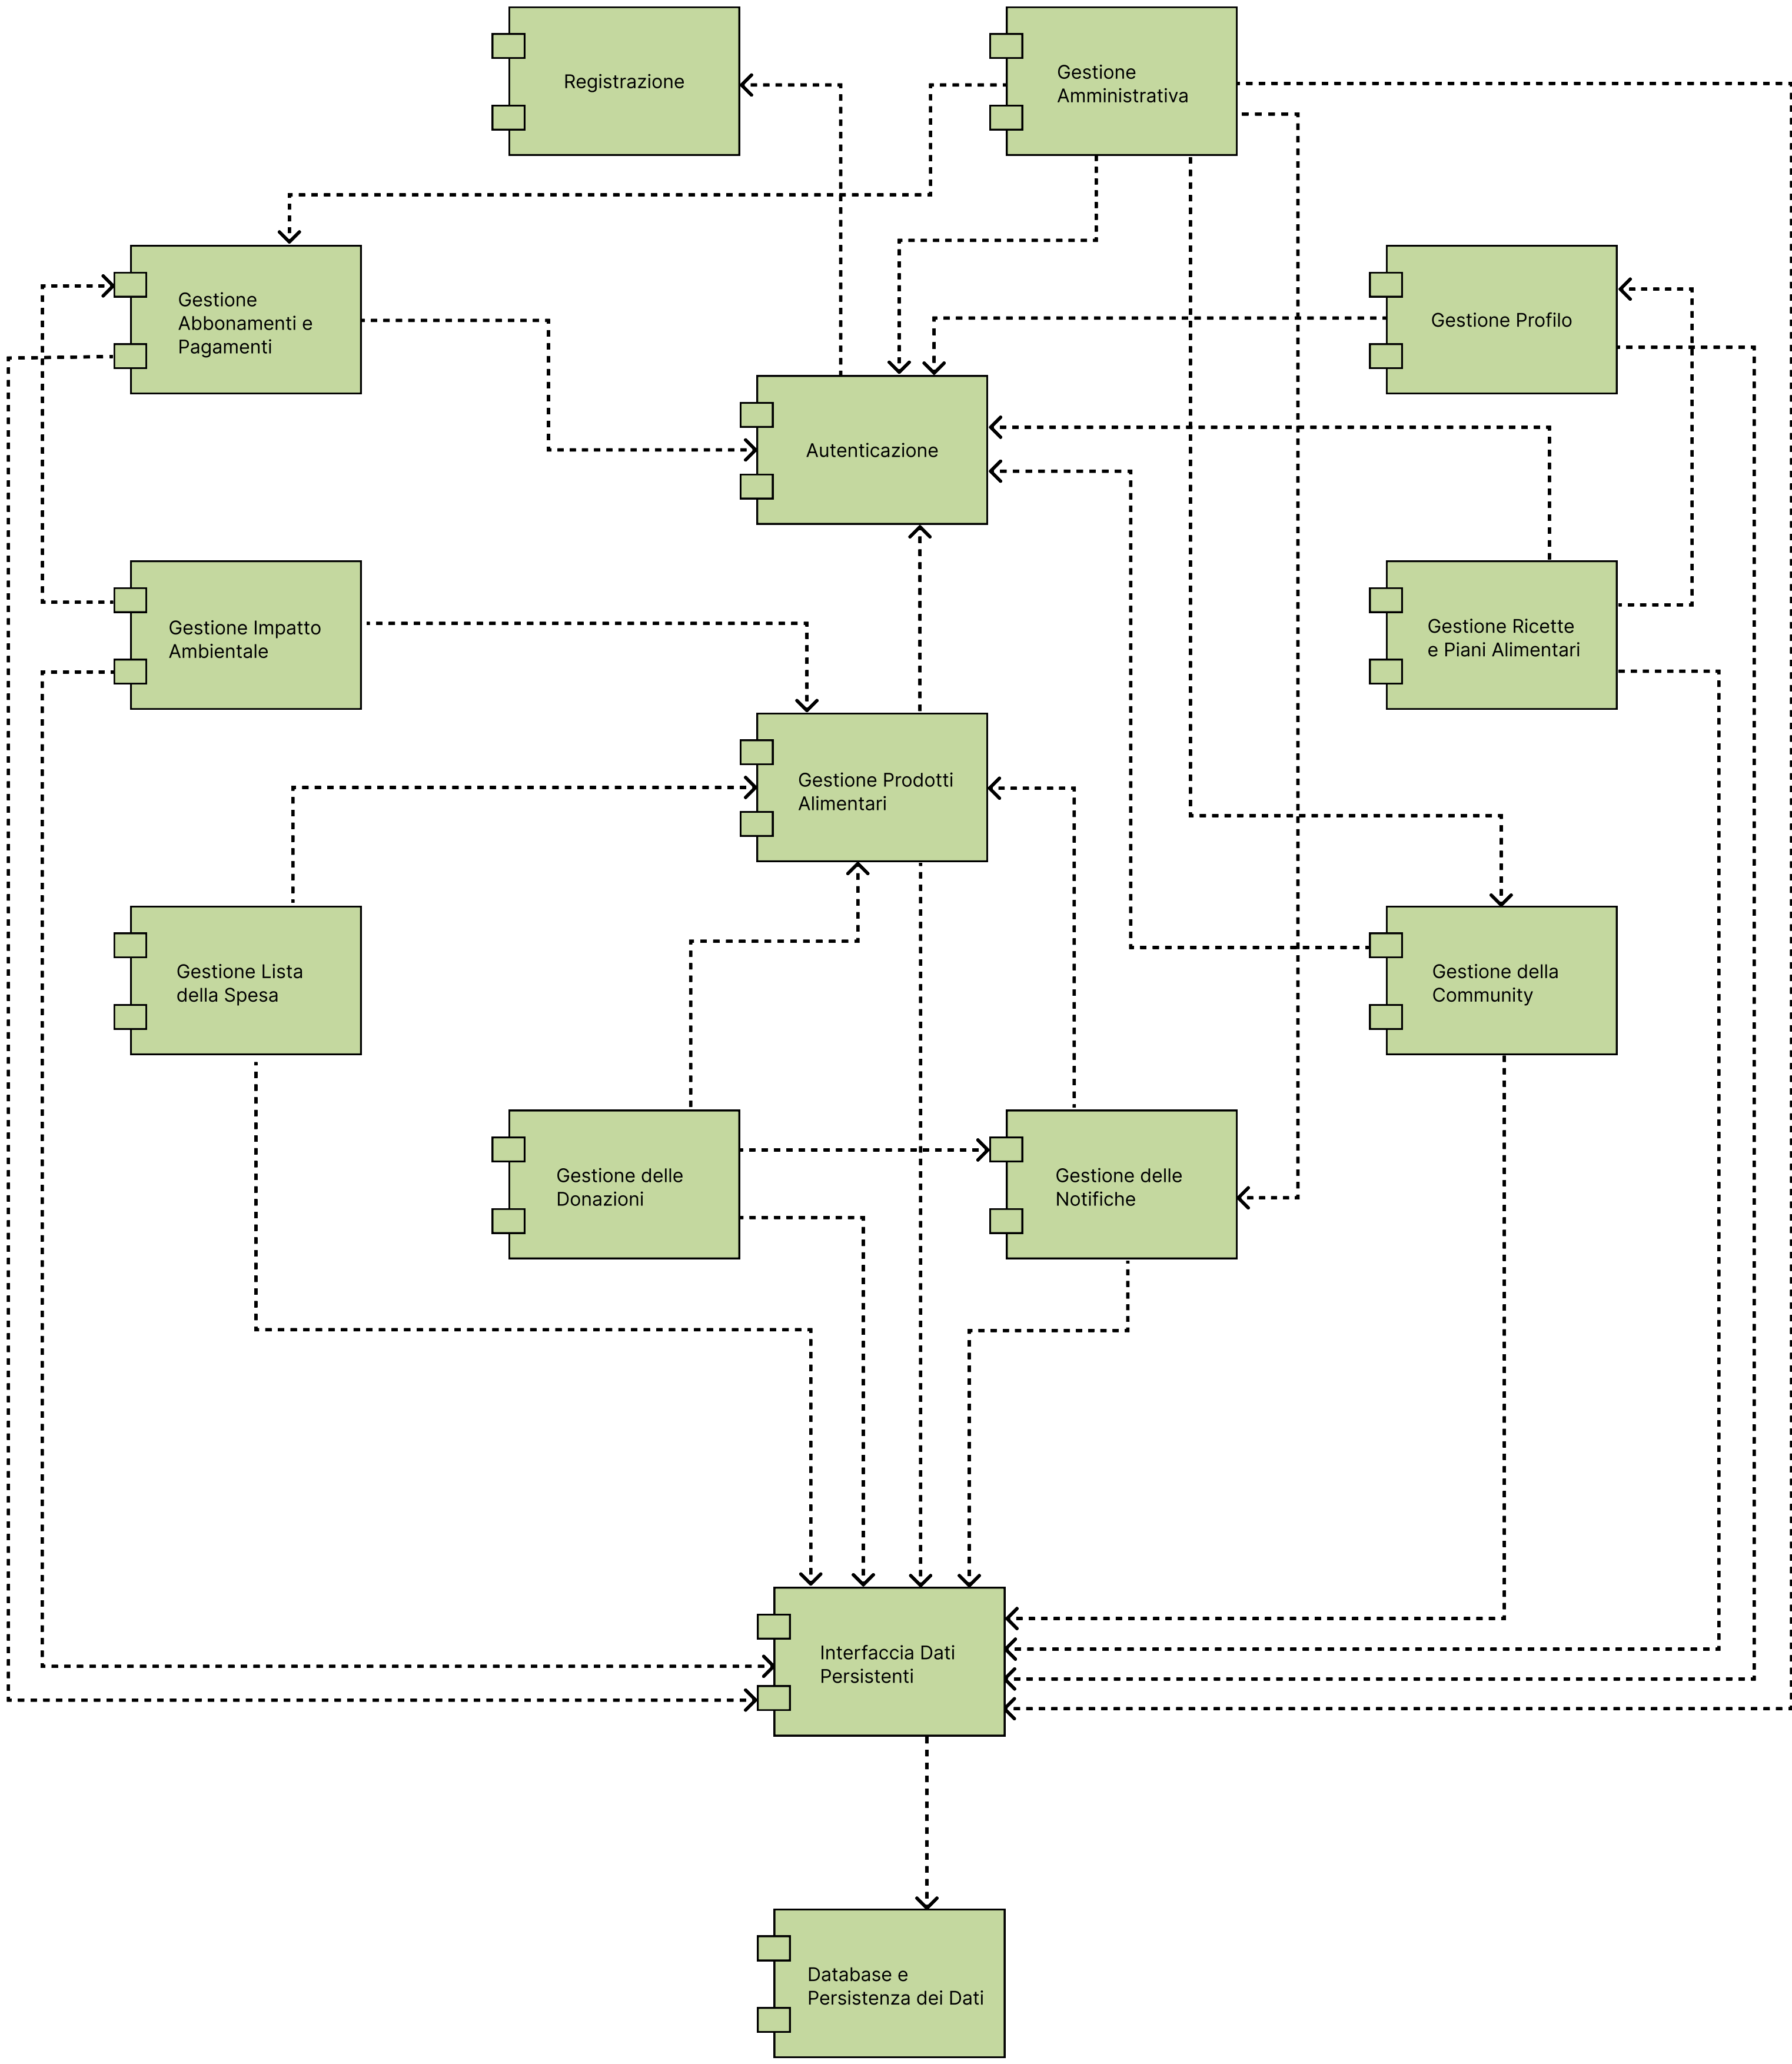 Registrazione
Gestione
Amministrativa
Gestione
Abbonamenti e
Pagamenti
Gestione Profilo
Autenticazione
Gestione Impatto
Ambientale
Gestione Ricette
e Piani Alimentari
Gestione Prodotti
Alimentari
Gestione Lista
della Spesa
Gestione della
Community
Gestione delle
Donazioni
Gestione delle
Notifiche
Interfaccia Dati
Persistenti
Database e
Persistenza dei Dati